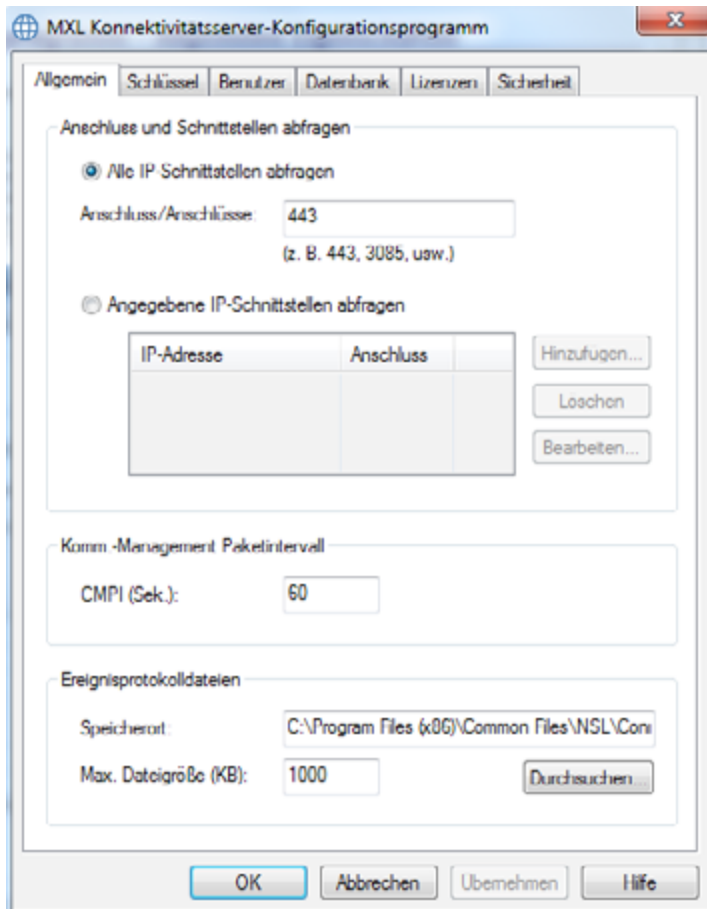 MXL Konnektivitatsserver-Konfigurationsprogramm
Allgemein Schlüssel Benutzer Datenbank Lizenzen Sicherheit
Anschluss und Schnittstellen abfragen
Alle IP-Schnittstellen abfragen
Anschluss/Anschlüsse: 443
(z. B. 443, 3085, usw.)
Angegebene IP-Schnittstellen abfragen
IP-Adresse Anschluss
Hinzufügen...
Loschen
Bearbeiten...
Komm.-Management Paketintervall
CMPI (Sek.): 60
Ereignisprotokolldateien
Speicherort: C:\Program Files (x86)\Common Files\NSL\Coni
Max. Dateigröße (KB): 1000 Durchsuchen...
OK Abbrechen Ubernehmen Hilfe